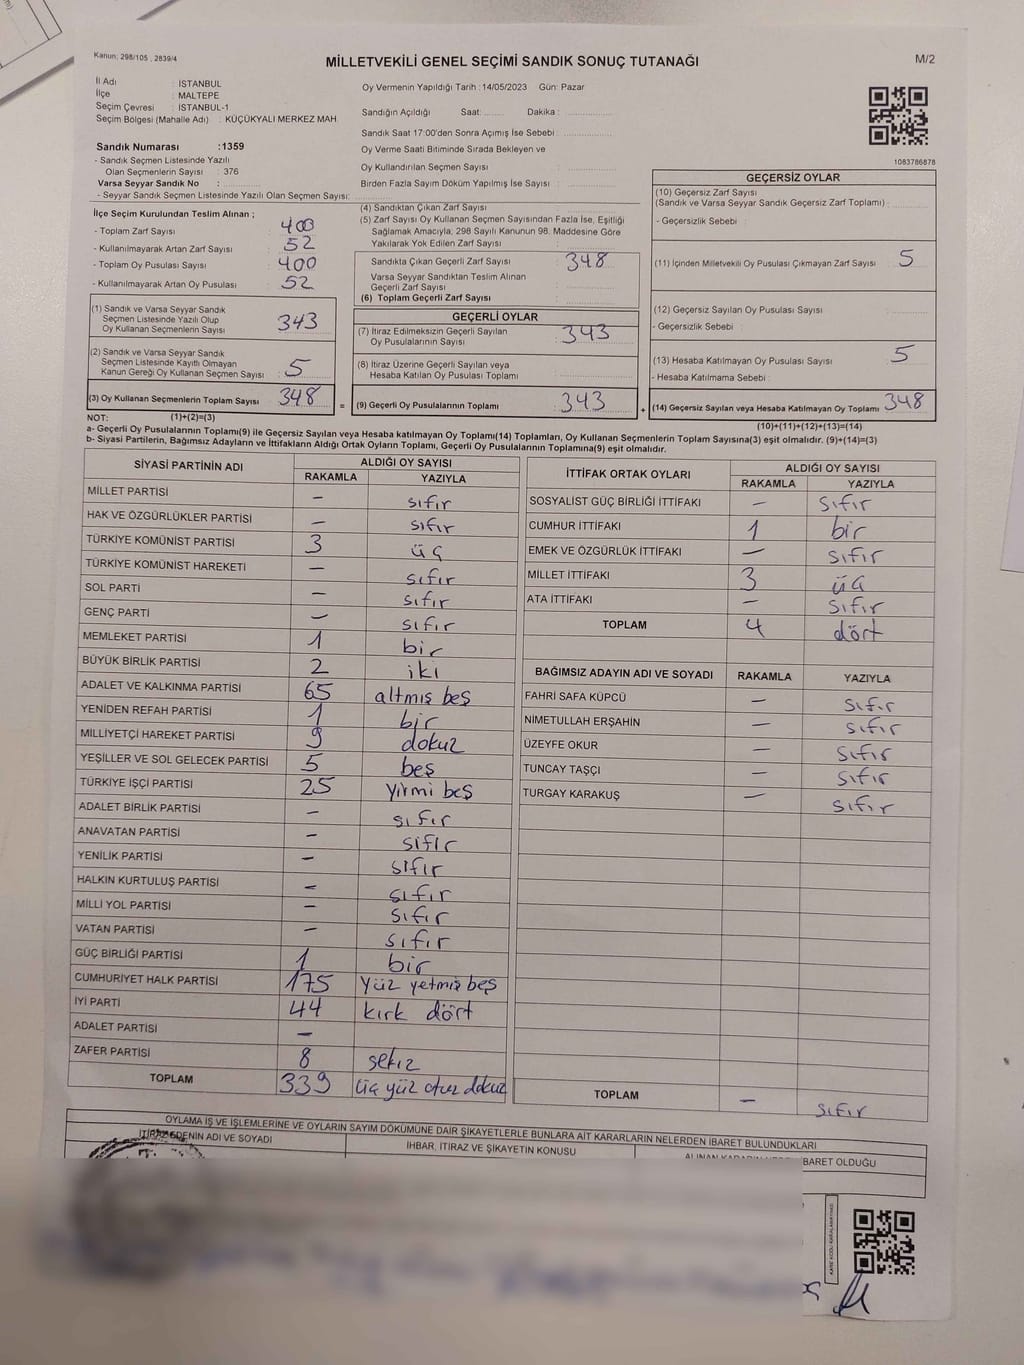 Kanun: 298/105 , 2839/4
MİLLETVEKİLİ GENEL SEÇİMİ SANDIK SONUÇ TUTANAĞI
M/2
İl Adı : İSTANBUL
İlçe : MALTEPE
Seçim Çevresi : İSTANBUL-1
Seçim Bölgesi (Mahalle Adı) : KÜÇÜKYALI MERKEZ MAH.
Sandık Numarası :1359
- Sandık Seçmen Listesinde Yazılı
Olan Seçmenlerin Sayısı : 376
Varsa Seyyar Sandık No :
- Seyyar Sandık Seçmen Listesinde Yazılı Olan Seçmen Sayısı:
Oy Vermenin Yapıldığı Tarih : 14/05/2023 Gün: Pazar
Sandığın Açıldığı Saat: Dakika :
Sandık Saat 17:00'den Sonra Açımış İse Sebebi :
Oy Verme Saati Bitiminde Sırada Bekleyen ve
Oy Kullandırılan Seçmen Sayısı :
Birden Fazla Sayım Döküm Yapılmış İse Sayısı :
1083786878
İlçe Seçim Kurulundan Teslim Alınan ;
- Toplam Zarf Sayısı : 400
- Kullanılmayarak Artan Zarf Sayısı : 52
- Toplam Oy Pusulası Sayısı : 400
- Kullanılmayarak Artan Oy Pusulası : 52
(1) Sandık ve Varsa Seyyar Sandık
Seçmen Listesinde Yazılı Olup
Oy Kullanan Seçmenlerin Sayısı : 343
(2) Sandık ve Varsa Seyyar Sandık
Seçmen Listesinde Kayıtlı Olmayan
Kanun Gereği Oy Kullanan Seçmen Sayısı : 5
(3) Oy Kullanan Seçmenlerin Toplam Sayısı 348
(4) Sandıktan Çıkan Zarf Sayısı :
(5) Zarf Sayısı Oy Kullanan Seçmen Sayısından Fazla İse, Eşitliği
Sağlamak Amacıyla; 298 Sayılı Kanunun 98. Maddesine Göre
Yakılarak Yok Edilen Zarf Sayısı :
Sandıkta Çıkan Geçerli Zarf Sayısı : 348
Varsa Seyyar Sandıktan Teslim Alınan
Geçerli Zarf Sayısı :
(6) Toplam Geçerli Zarf Sayısı :
GEÇERLİ OYLAR
(7) İtiraz Edilmeksizin Geçerli Sayılan
Oy Pusulalarının Sayısı : 343
(8) İtiraz Üzerine Geçerli Sayılan veya
Hesaba Katılan Oy Pusulası Toplamı :
= (9) Geçerli Oy Pusulalarının Toplamı : 343
GEÇERSİZ OYLAR
(10) Geçersiz Zarf Sayısı
(Sandık ve Varsa Seyyar Sandık Geçersiz Zarf Toplamı) :
- Geçersizlik Sebebi :
(11) İçinden Milletvekili Oy Pusulası Çıkmayan Zarf Sayısı : 5
(12) Geçersiz Sayılan Oy Pusulası Sayısı :
- Geçersizlik Sebebi :
(13) Hesaba Katılmayan Oy Pusulası Sayısı : 5
- Hesaba Katılmama Sebebi :
+ (14) Geçersiz Sayılan veya Hesaba Katılmayan Oy Toplamı : 348
NOT: (1)+(2)=(3)
(10)+(11)+(12)+(13)=(14)
a- Geçerli Oy Pusulalarının Toplamı(9) ile Geçersiz Sayılan veya Hesaba katılmayan Oy Toplamı(14) Toplamları, Oy Kullanan Seçmenlerin Toplam Sayısına(3) eşit olmalıdır. (9)+(14)=(3)
b- Siyasi Partilerin, Bağımsız Adayların ve İttifakların Aldığı Ortak Oyların Toplamı, Geçerli Oy Pusulalarının Toplamına(9) eşit olmalıdır.
SİYASİ PARTİNİN ADI ALDIĞI OY SAYISI
RAKAMLA YAZIYLA
MİLLET PARTİSİ - sıfır
HAK VE ÖZGÜRLÜKLER PARTİSİ - sıfır
TÜRKİYE KOMÜNİST PARTİSİ 3 üç
TÜRKİYE KOMÜNİST HAREKETİ - sıfır
SOL PARTİ - sıfır
GENÇ PARTİ - sıfır
MEMLEKET PARTİSİ 1 bir
BÜYÜK BİRLİK PARTİSİ 2 iki
ADALET VE KALKINMA PARTİSİ 65 altmış beş
YENİDEN REFAH PARTİSİ 1 bir
MİLLİYETÇİ HAREKET PARTİSİ 9 dokuz
YEŞİLLER VE SOL GELECEK PARTİSİ 5 beş
TÜRKİYE İŞÇİ PARTİSİ 25 yirmi beş
ADALET BİRLİK PARTİSİ - sıfır
ANAVATAN PARTİSİ - sıfır
YENİLİK PARTİSİ - sıfır
HALKIN KURTULUŞ PARTİSİ - sıfır
MİLLİ YOL PARTİSİ - sıfır
VATAN PARTİSİ - sıfır
GÜÇ BİRLİĞİ PARTİSİ 1 bir
CUMHURİYET HALK PARTİSİ 175 yüz yetmiş beş
İYİ PARTİ 44 kırk dört
ADALET PARTİSİ -
ZAFER PARTİSİ 8 sekiz
TOPLAM 339 üç yüz otuz dokuz
İTTİFAK ORTAK OYLARI ALDIĞI OY SAYISI
RAKAMLA YAZIYLA
SOSYALİST GÜÇ BİRLİĞİ İTTİFAKI - sıfır
CUMHUR İTTİFAKI 1 bir
EMEK VE ÖZGÜRLÜK İTTİFAKI - sıfır
MİLLET İTTİFAKI 3 üç
ATA İTTİFAKI - sıfır
TOPLAM 4 dört
BAĞIMSIZ ADAYIN ADI VE SOYADI RAKAMLA YAZIYLA
FAHRİ SAFA KÜPCÜ - sıfır
NİMETULLAH ERŞAHİN - sıfır
ÜZEYFE OKUR - sıfır
TUNCAY TAŞÇI - sıfır
TURGAY KARAKUŞ - sıfır
TOPLAM - sıfır
OYLAMA İŞ VE İŞLEMLERİNE VE OYLARIN SAYIM DÖKÜMÜNE DAİR ŞİKAYETLERLE BUNLARA AİT KARARLARIN NELERDEN İBARET BULUNDUKLARI
İTİRAZ EDENİN ADI VE SOYADI
İHBAR, İTİRAZ VE ŞİKAYETİN KONUSU
İBARET OLDUĞU